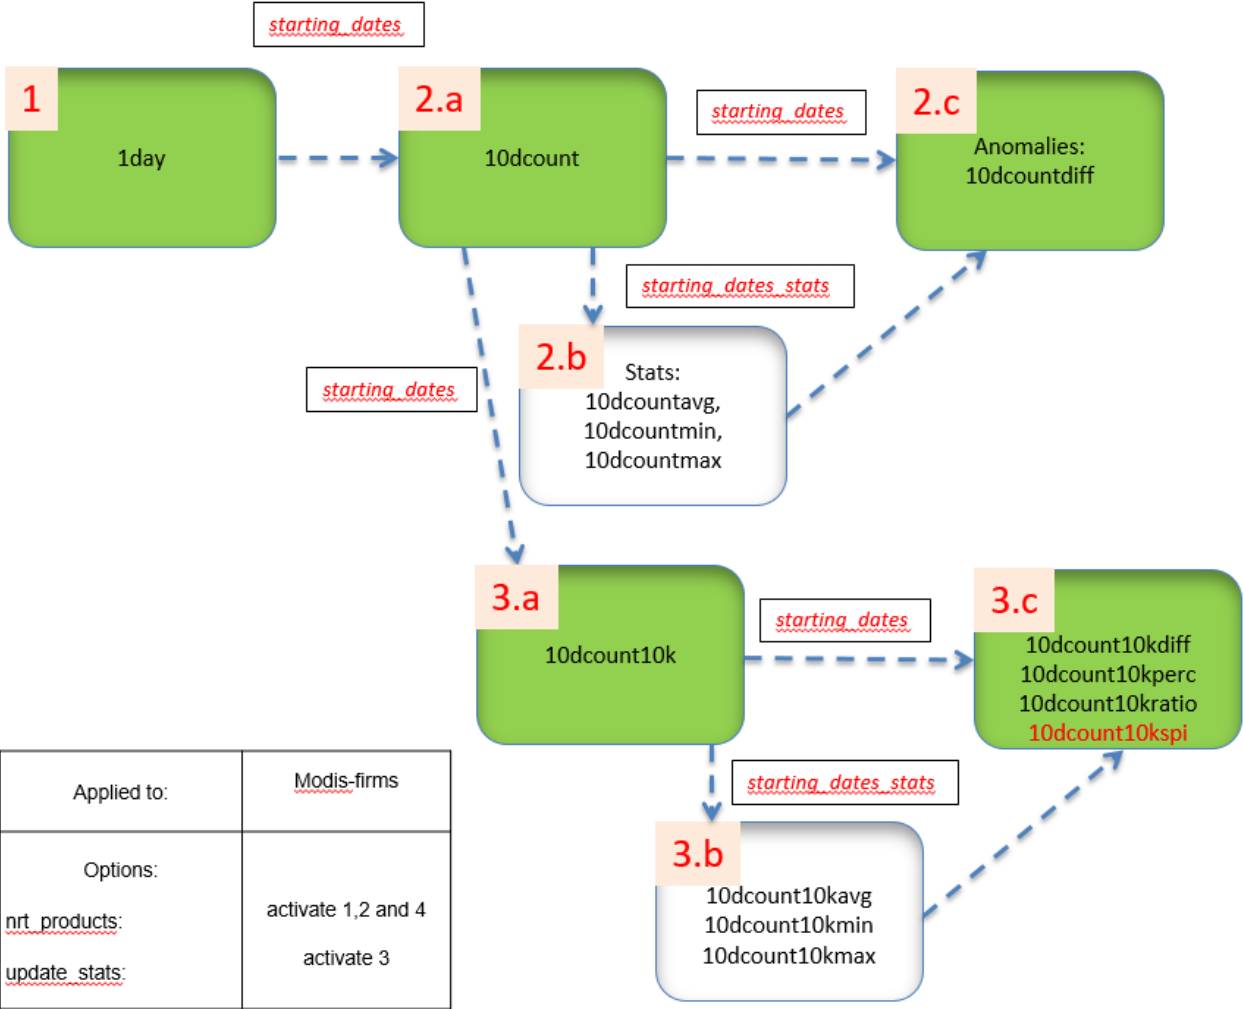 starting_dates
1
1day
2.a
10dcount
starting_dates
2.c
Anomalies:
10dcountdiff
starting_dates_stats
2.b
Stats:
10dcountavg,
10dcountmin,
10dcountmax
starting_dates
3.a
10dcount10k
starting_dates
3.c
10dcount10kdiff
10dcount10kperc
10dcount10kratio
10dcount10kspi
starting_dates_stats
3.b
10dcount10kavg
10dcount10kmin
10dcount10kmax
Applied to:
Modis-firms
Options:
nrt_products:
activate 1,2 and 4
update_stats:
activate 3